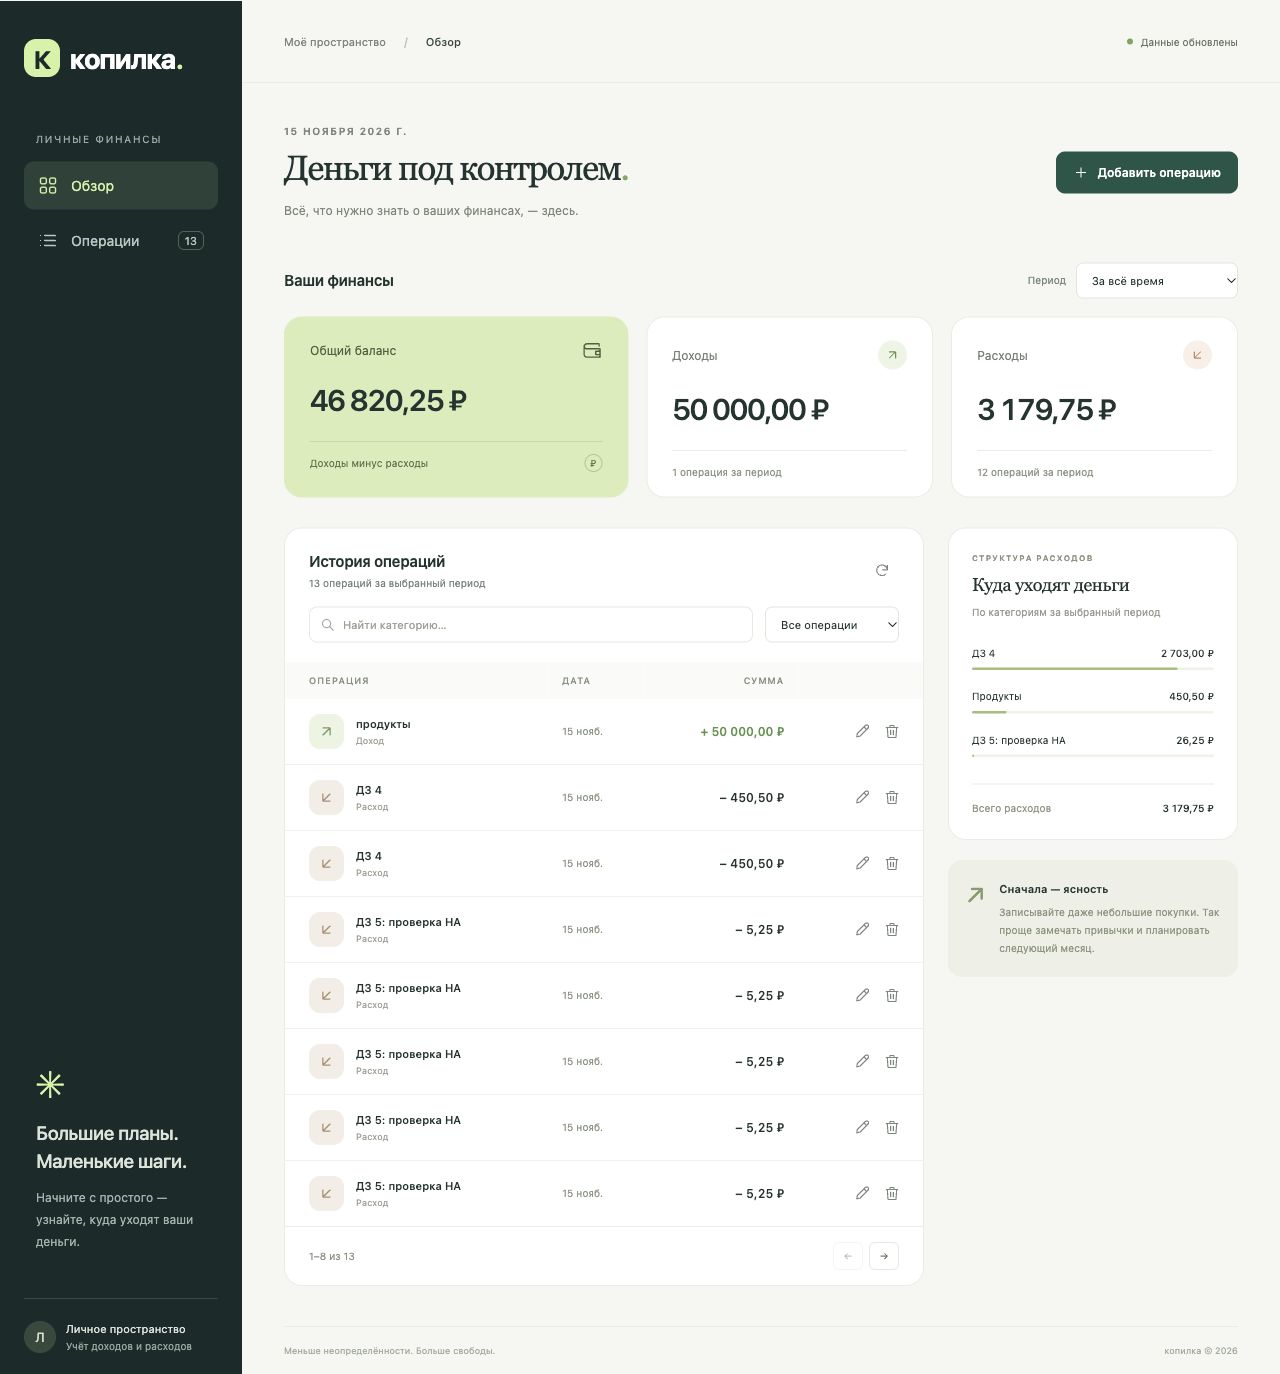 К копилка.
ЛИЧНЫЕ ФИНАНСЫ
Обзор
Операции 13
Большие планы.
Маленькие шаги.
Начните с простого —
узнайте, куда уходят ваши
деньги.
Л
Личное пространство
Учёт доходов и расходов
Моё пространство / Обзор
Данные обновлены
15 НОЯБРЯ 2026 Г.
Деньги под контролем.
Всё, что нужно знать о ваших финансах, — здесь.
+ Добавить операцию
Ваши финансы
Период За всё время
Общий баланс
46 820,25 ₽
Доходы минус расходы ₽
Доходы
50 000,00 ₽
1 операция за период
Расходы
3 179,75 ₽
12 операций за период
История операций
13 операций за выбранный период
Найти категорию...
Все операции
ОПЕРАЦИЯ ДАТА СУММА
продукты
Доход
15 нояб. + 50 000,00 ₽
ДЗ 4
Расход
15 нояб. − 450,50 ₽
ДЗ 4
Расход
15 нояб. − 450,50 ₽
ДЗ 5: проверка НА
Расход
15 нояб. − 5,25 ₽
ДЗ 5: проверка НА
Расход
15 нояб. − 5,25 ₽
ДЗ 5: проверка НА
Расход
15 нояб. − 5,25 ₽
ДЗ 5: проверка НА
Расход
15 нояб. − 5,25 ₽
ДЗ 5: проверка НА
Расход
15 нояб. − 5,25 ₽
1–8 из 13 ← →
СТРУКТУРА РАСХОДОВ
Куда уходят деньги
По категориям за выбранный период
ДЗ 4 2 703,00 ₽
Продукты 450,50 ₽
ДЗ 5: проверка НА 26,25 ₽
Всего расходов 3 179,75 ₽
Сначала — ясность
Записывайте даже небольшие покупки. Так
проще замечать привычки и планировать
следующий месяц.
Меньше неопределённости. Больше свободы.
копилка © 2026